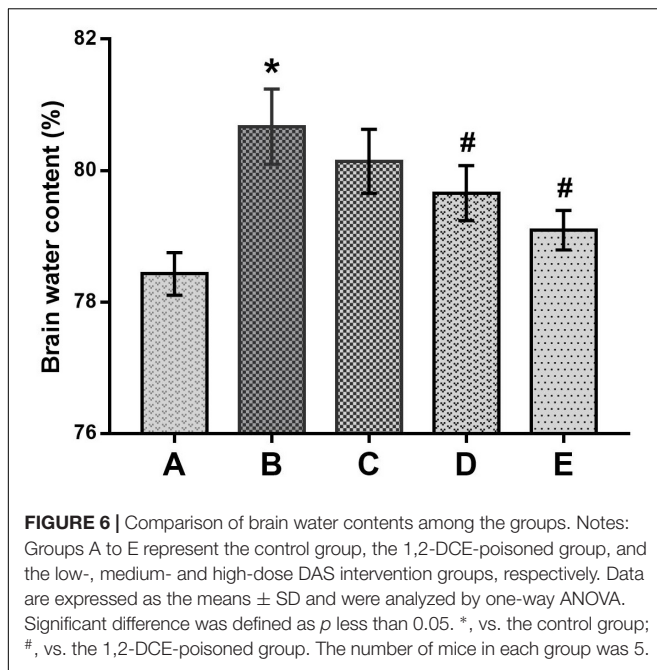 82
*
Brain water content (%)
#
80
#
78
76
A B C D E
FIGURE 6 | Comparison of brain water contents among the groups. Notes:
Groups A to E represent the control group, the 1,2-DCE-poisoned group, and
the low-, medium- and high-dose DAS intervention groups, respectively. Data
are expressed as the means ± SD and were analyzed by one-way ANOVA.
Significant difference was defined as p less than 0.05. *, vs. the control group;
#, vs. the 1,2-DCE-poisoned group. The number of mice in each group was 5.